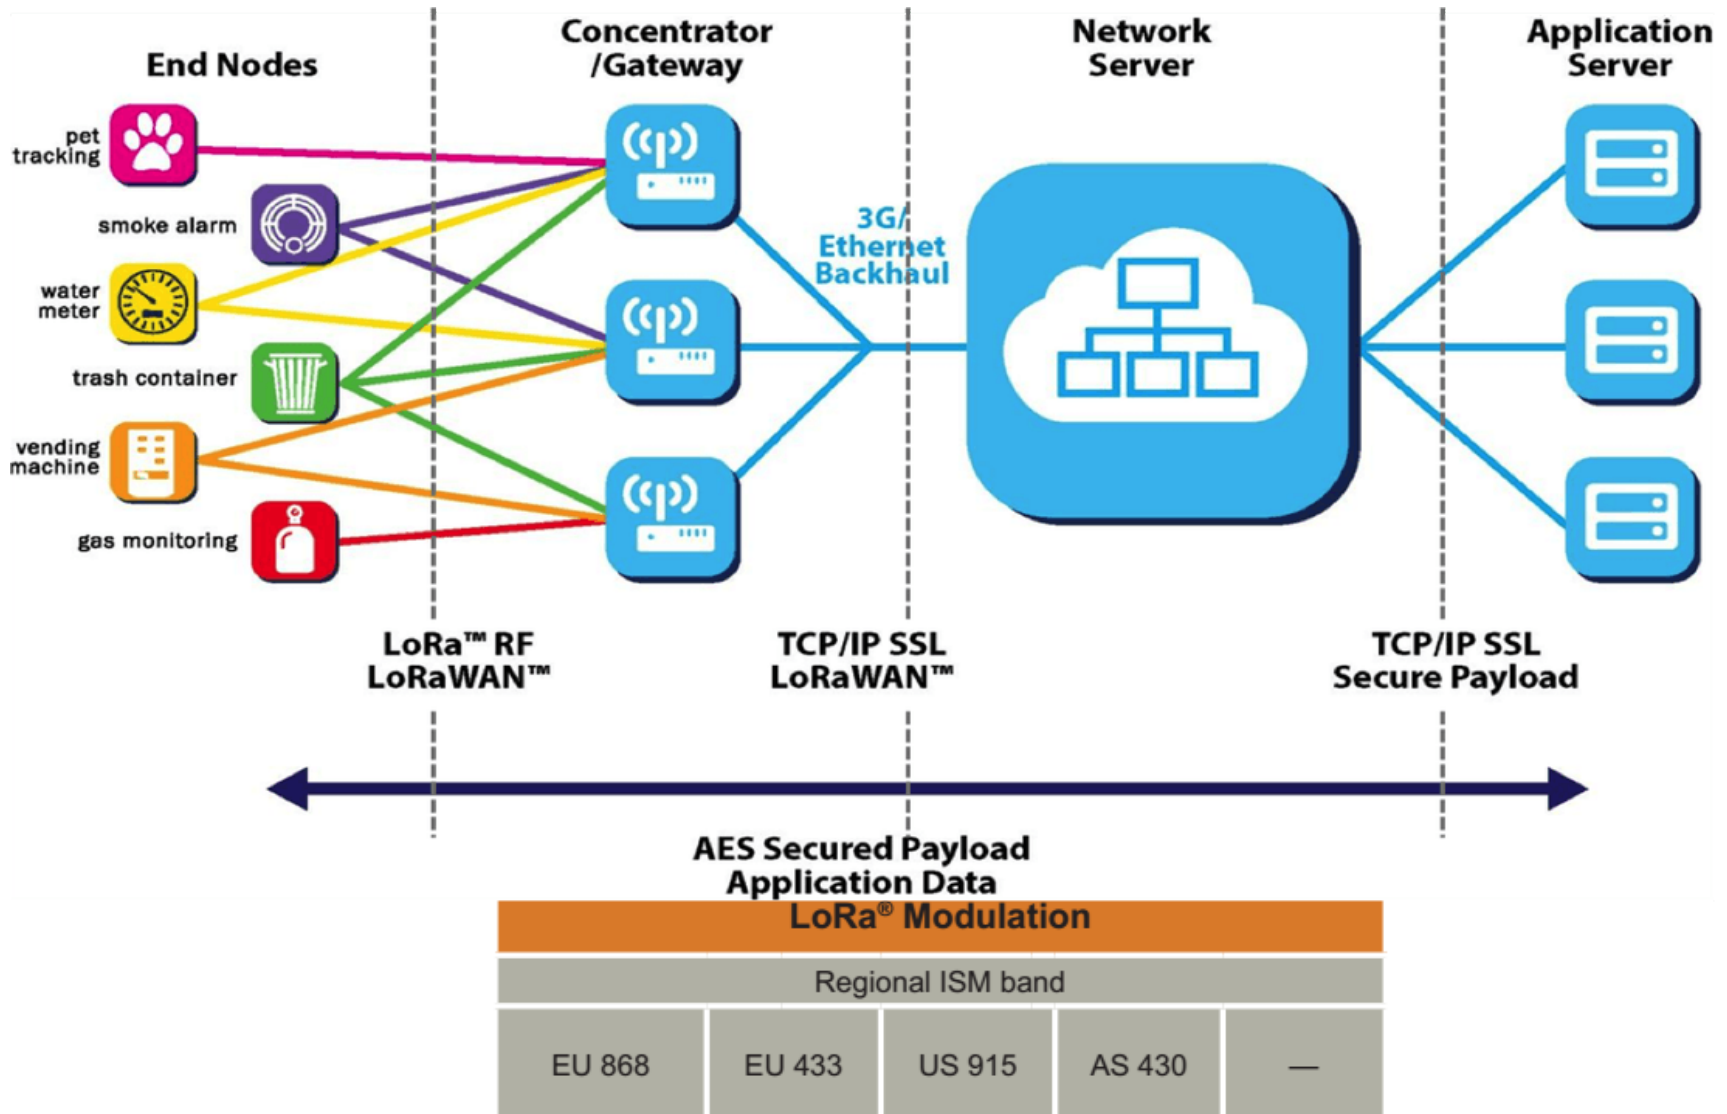 End Nodes
Concentrator
/Gateway
Network
Server
Application
Server
pet
tracking
smoke alarm
water
meter
trash container
vending
machine
gas monitoring
3G/
Ethernet
Backhaul
LoRa™ RF
LoRaWAN™
TCP/IP SSL
LoRaWAN™
TCP/IP SSL
Secure Payload
AES Secured Payload
Application Data
LoRa® Modulation
Regional ISM band
EU 868
EU 433
US 915
AS 430
—